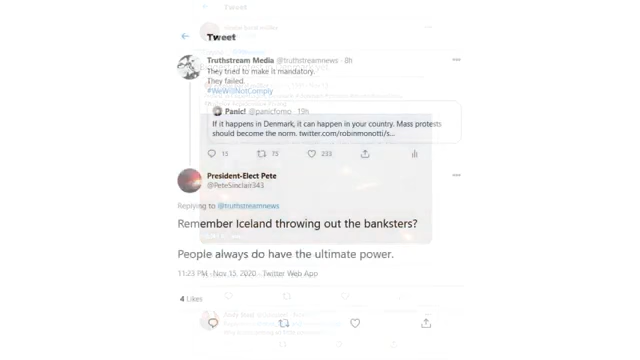 Tweet
Tweet
Truthstream Media @truthstreamnews · 8h
They tried to make it mandatory.
They failed.
#WeWillNotComply
Panic! @panicfomo · 19h
If it happens in Denmark, it can happen in your country. Mass protests
should become the norm. twitter.com/robinmonotti/s...
15 75 233
President-Elect Pete
@PeteSinclair343
Replying to @truthstreamnews
Remember Iceland throwing out the banksters?
People always do have the ultimate power.
11:23 PM · Nov 15, 2020 · Twitter Web App
4 Likes